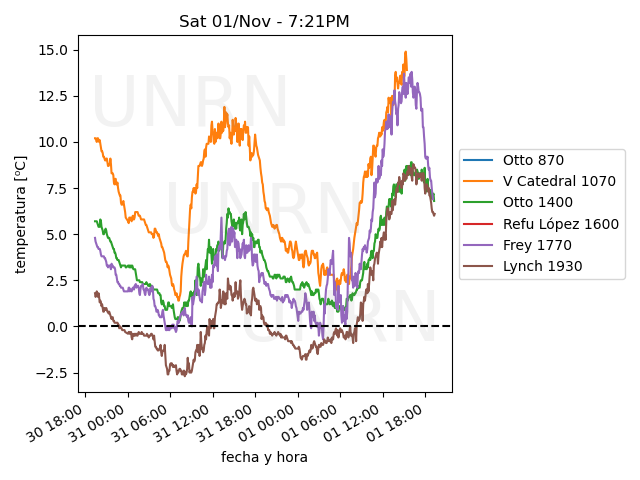 Sat 01/Nov - 7:21PM
UNRN
UNRN
UNRN
temperatura [ºC]
15.0
12.5
10.0
7.5
5.0
2.5
0.0
−2.5
30 18:00
31 00:00
31 06:00
31 12:00
31 18:00
01 00:00
01 06:00
01 12:00
01 18:00
fecha y hora
Otto 870
V Catedral 1070
Otto 1400
Refu López 1600
Frey 1770
Lynch 1930